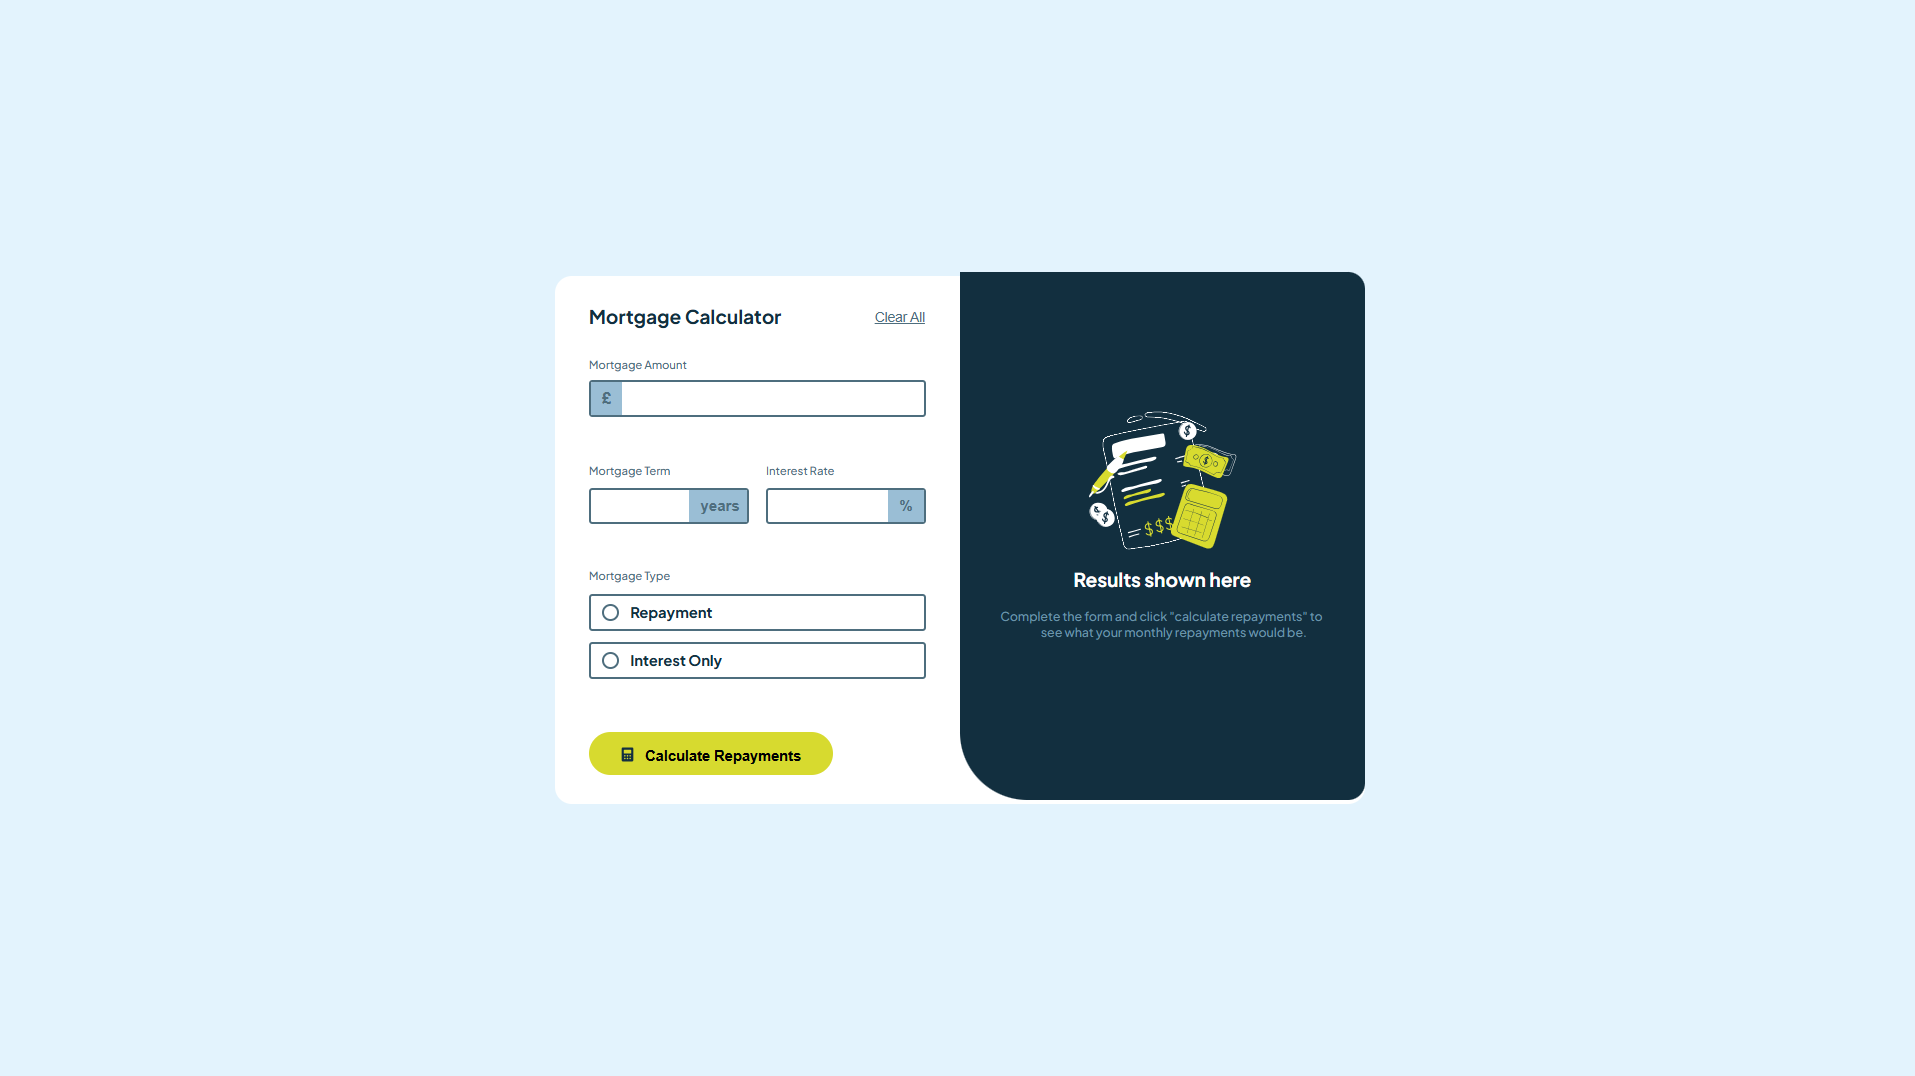 Mortgage Calculator
Clear All
Mortgage Amount
£
Mortgage Term
Interest Rate
years
%
Mortgage Type
Repayment
Interest Only
Calculate Repayments
$
$
$
$
$$$
Results shown here
Complete the form and click "calculate repayments" to
see what your monthly repayments would be.